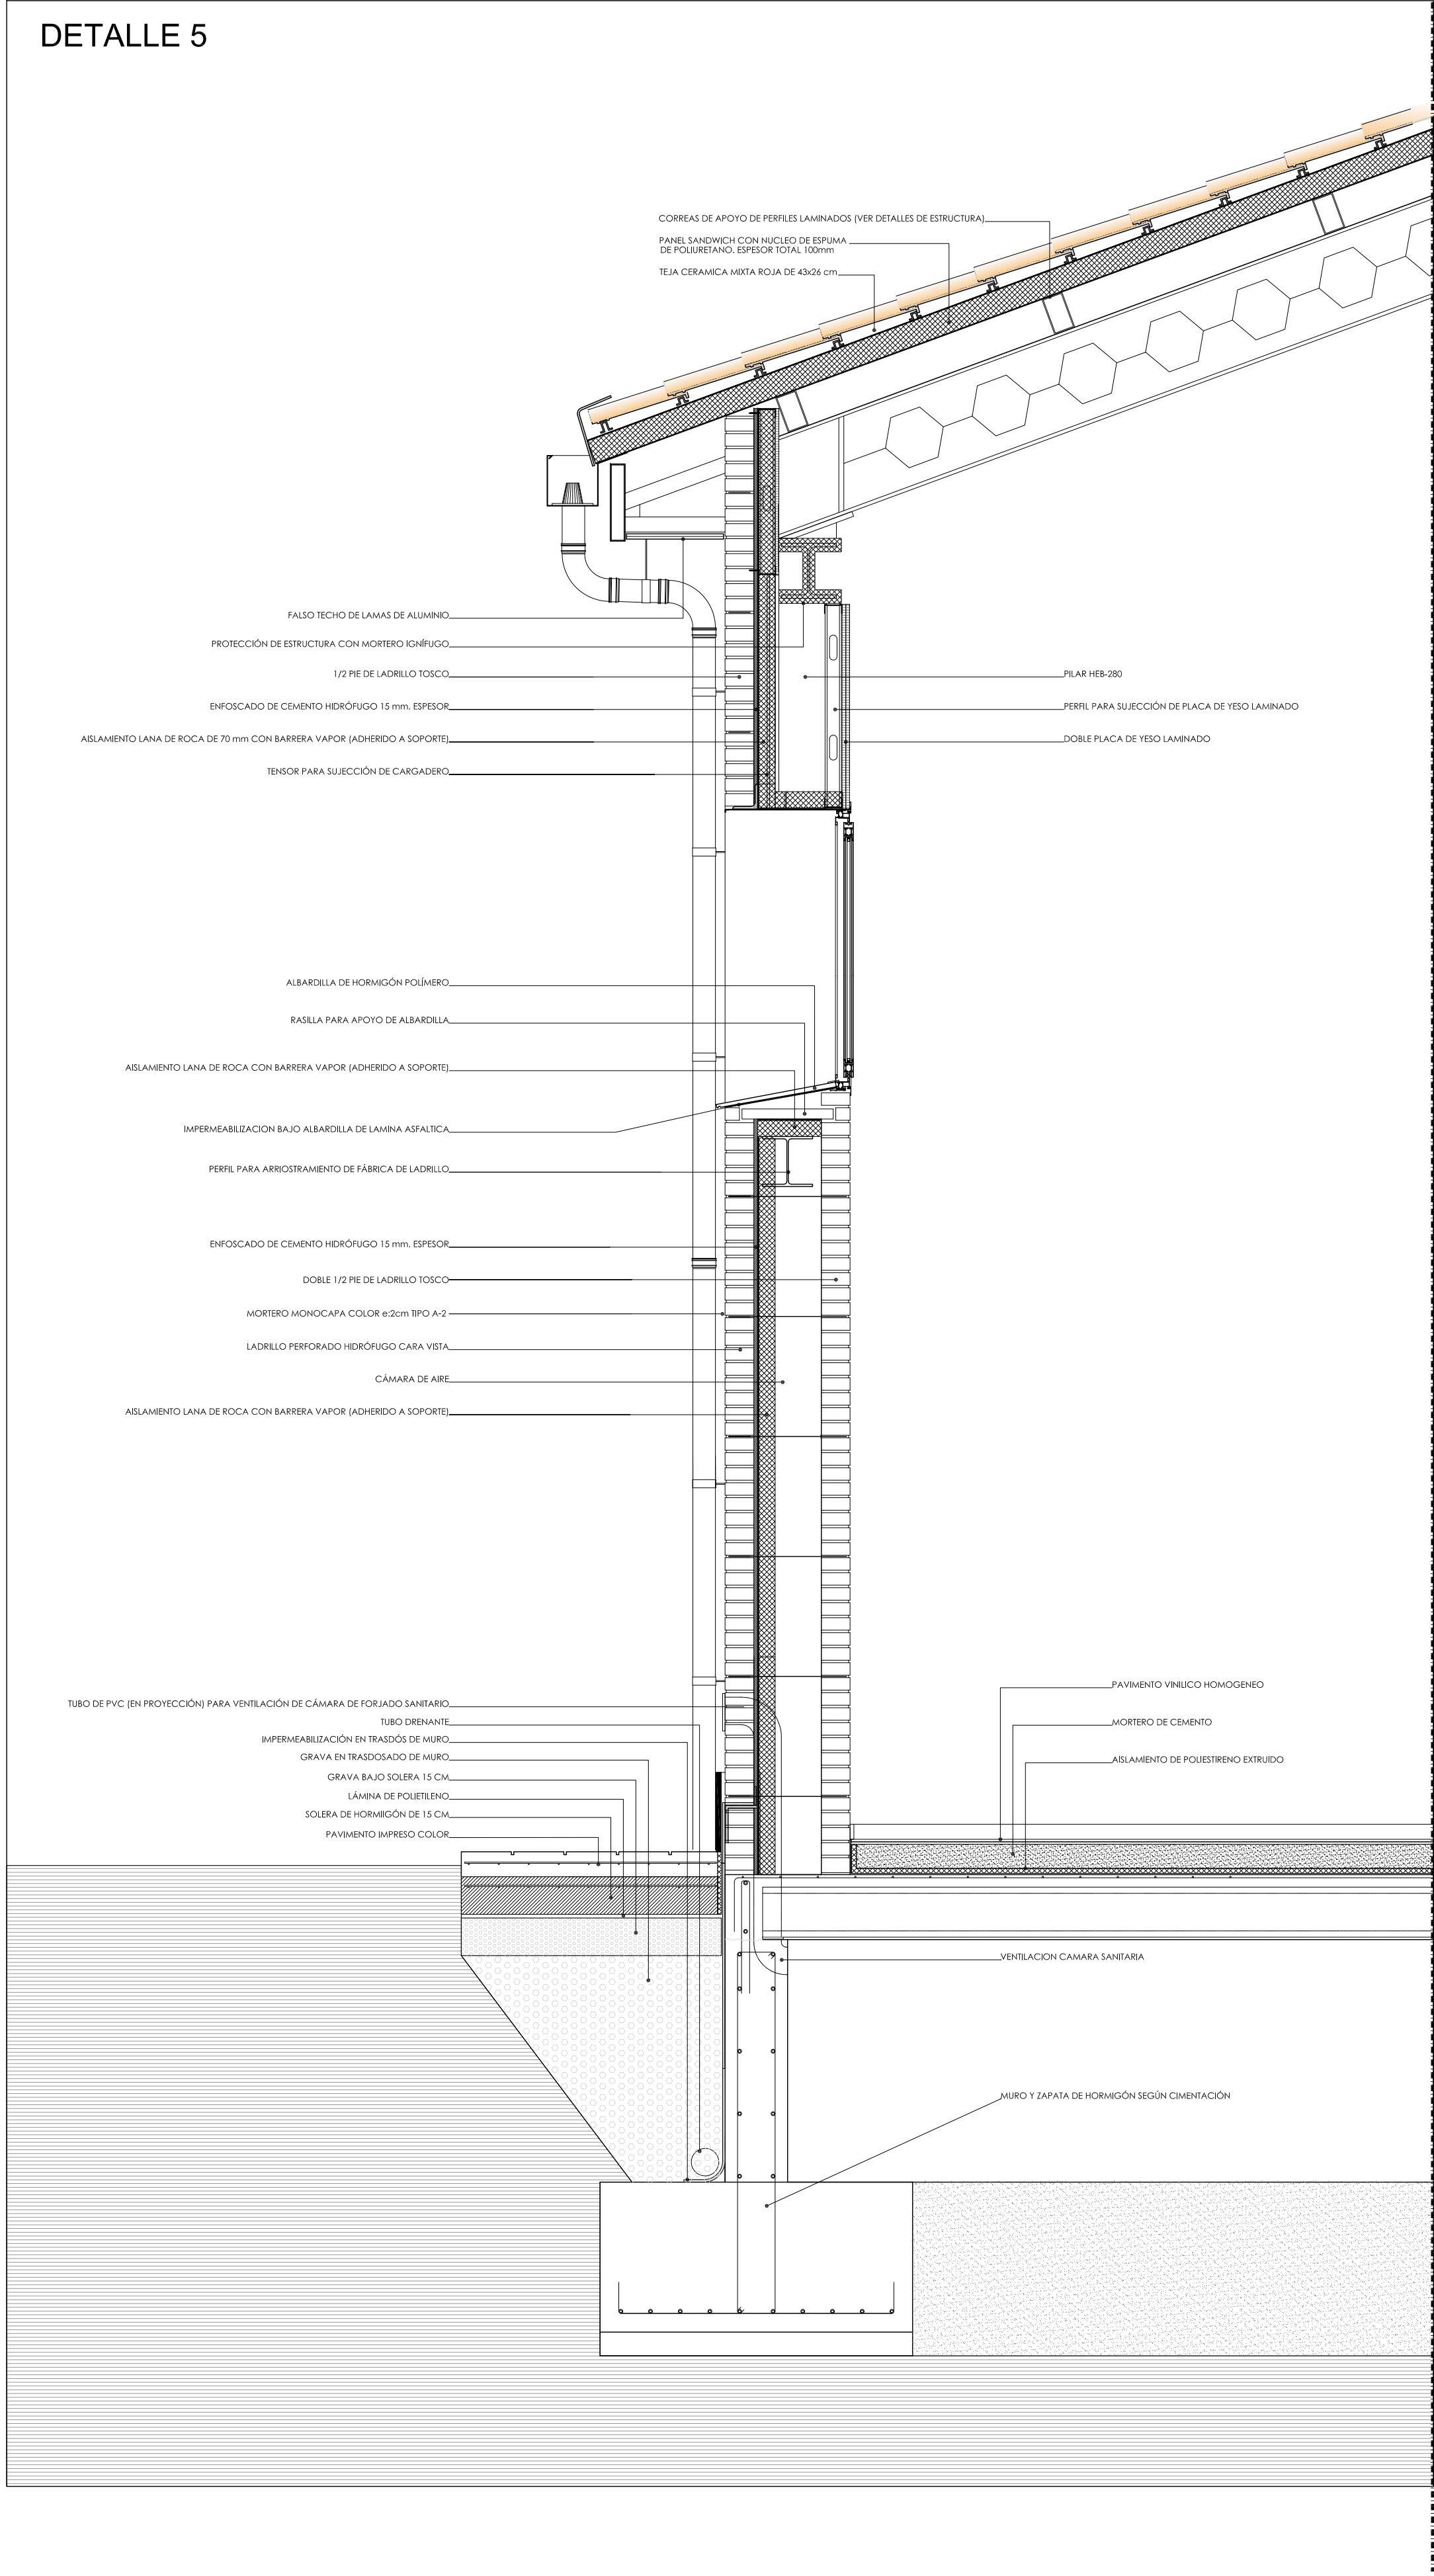 DETALLE 5
CORREAS DE APOYO DE PERFILES LAMINADOS (VER DETALLES DE ESTRUCTURA)
PANEL SANDWICH CON NUCLEO DE ESPUMA
DE POLIURETANO. ESPESOR TOTAL 100mm
TEJA CERAMICA MIXTA ROJA DE 43x26 cm
FALSO TECHO DE LAMAS DE ALUMINIO
PROTECCIÓN DE ESTRUCTURA CON MORTERO IGNÍFUGO
1/2 PIE DE LADRILLO TOSCO
ENFOSCADO DE CEMENTO HIDRÓFUGO 15 mm. ESPESOR
AISLAMIENTO LANA DE ROCA DE 70 mm CON BARRERA VAPOR (ADHERIDO A SOPORTE)
TENSOR PARA SUJECCIÓN DE CARGADERO
PILAR HEB-280
PERFIL PARA SUJECCIÓN DE PLACA DE YESO LAMINADO
DOBLE PLACA DE YESO LAMINADO
ALBARDILLA DE HORMIGÓN POLÍMERO
RASILLA PARA APOYO DE ALBARDILLA
AISLAMIENTO LANA DE ROCA CON BARRERA VAPOR (ADHERIDO A SOPORTE)
IMPERMEABILIZACION BAJO ALBARDILLA DE LAMINA ASFALTICA
PERFIL PARA ARRIOSTRAMIENTO DE FÁBRICA DE LADRILLO
ENFOSCADO DE CEMENTO HIDRÓFUGO 15 mm. ESPESOR
DOBLE 1/2 PIE DE LADRILLO TOSCO
MORTERO MONOCAPA COLOR e:2cm TIPO A-2
LADRILLO PERFORADO HIDRÓFUGO CARA VISTA
CÁMARA DE AIRE
AISLAMIENTO LANA DE ROCA CON BARRERA VAPOR (ADHERIDO A SOPORTE)
TUBO DE PVC (EN PROYECCIÓN) PARA VENTILACIÓN DE CÁMARA DE FORJADO SANITARIO
TUBO DRENANTE
IMPERMEABILIZACIÓN EN TRASDÓS DE MURO
GRAVA EN TRASDOSADO DE MURO
GRAVA BAJO SOLERA 15 CM
LÁMINA DE POLIETILENO
SOLERA DE HORMIIGÓN DE 15 CM
PAVIMENTO IMPRESO COLOR
PAVIMENTO VINILICO HOMOGENEO
MORTERO DE CEMENTO
AISLAMIENTO DE POLIESTIRENO EXTRUIDO
VENTILACION CAMARA SANITARIA
MURO Y ZAPATA DE HORMIGÓN SEGÚN CIMENTACIÓN